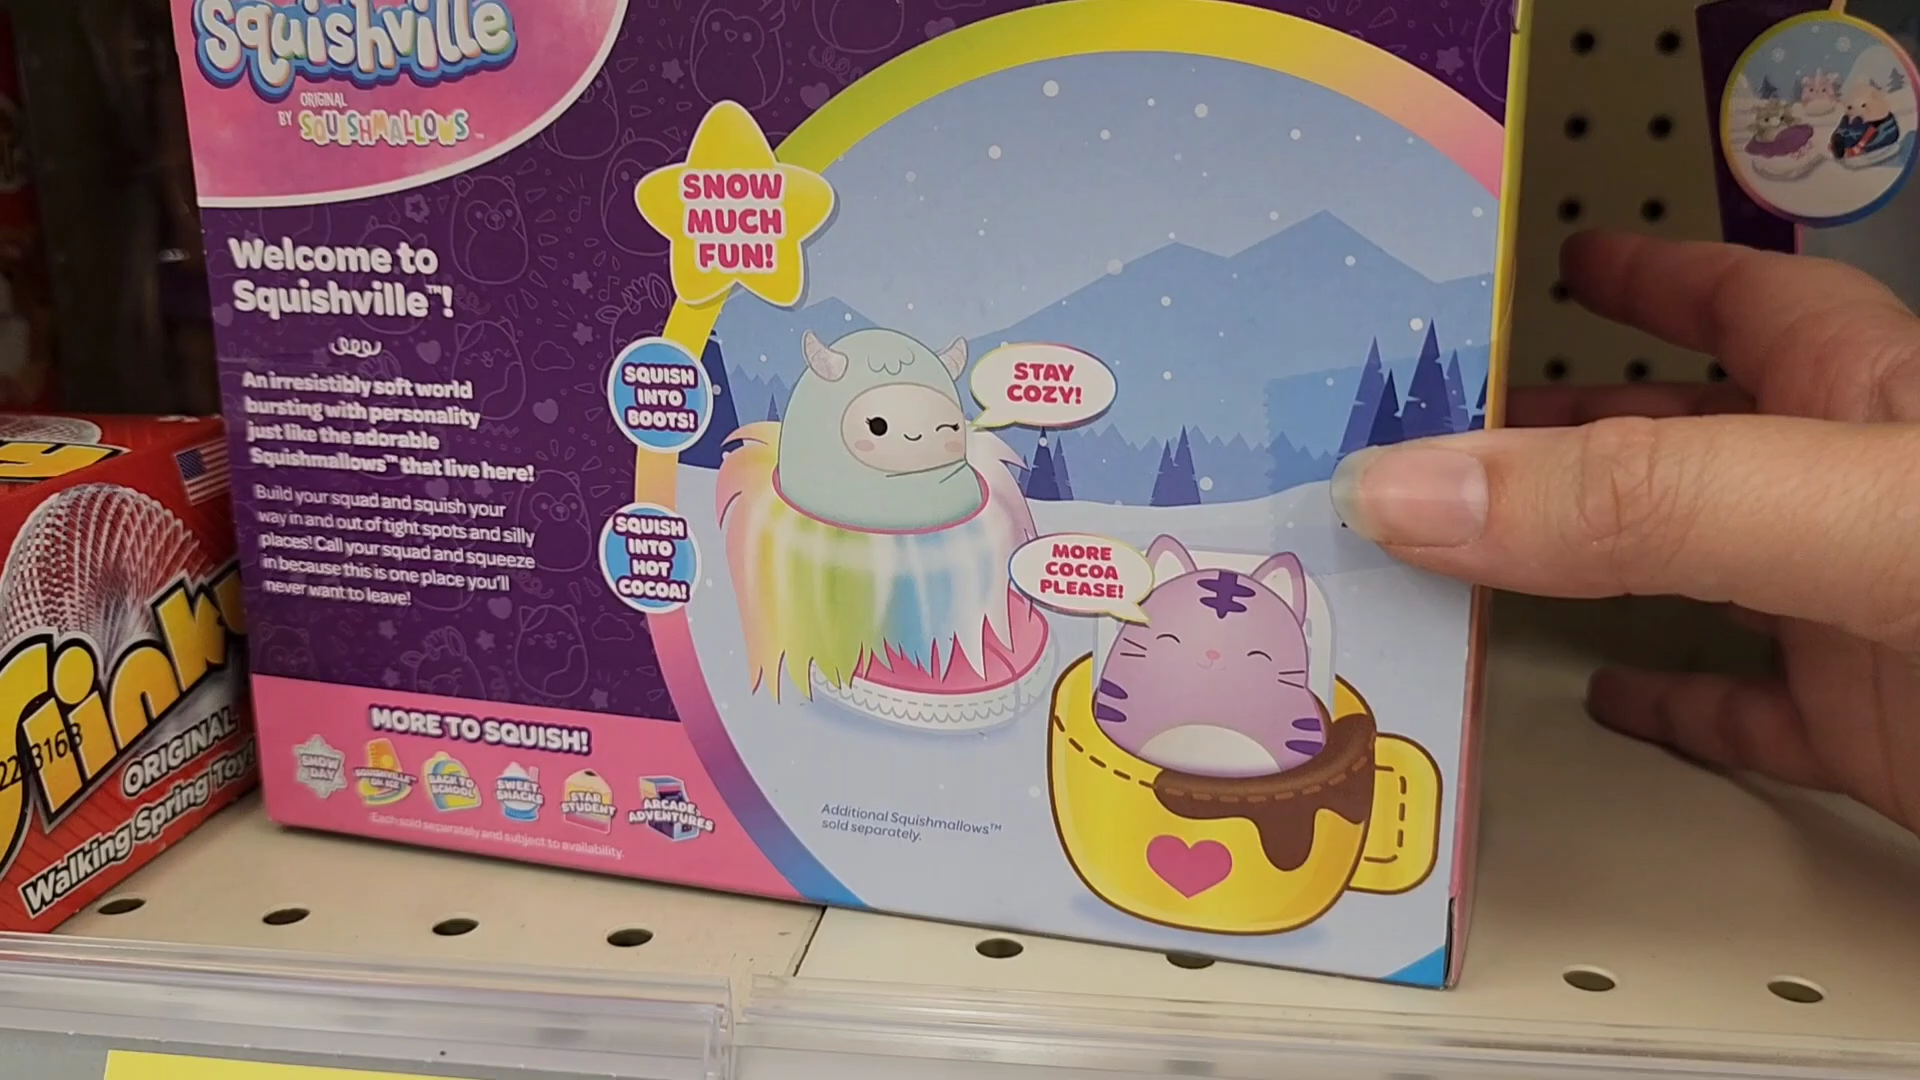 Squishville
ORIGINAL
BY SQUISHMALLOWS™
SNOW
MUCH
FUN!
Welcome to
Squishville™!
An irresistibly soft world
bursting with personality
just like the adorable
Squishmallows™ that live here!
Build your squad and squish your
way in and out of tight spots and silly
places! Call your squad and squeeze
in because this is one place you'll
never want to leave!
SQUISH
INTO
BOOTS!
SQUISH
INTO
HOT
COCOA!
STAY
COZY!
MORE
COCOA
PLEASE!
MORE TO SQUISH!
SNOW
DAY
SQUISHVILLE™
ON ICE
BACK TO
SCHOOL
SWEET
SNACKS
STAR
STUDENT
ARCADE
ADVENTURES
Each sold separately and subject to availability.
Additional Squishmallows™
sold separately.
ORIGINAL
Walking Spring Toy